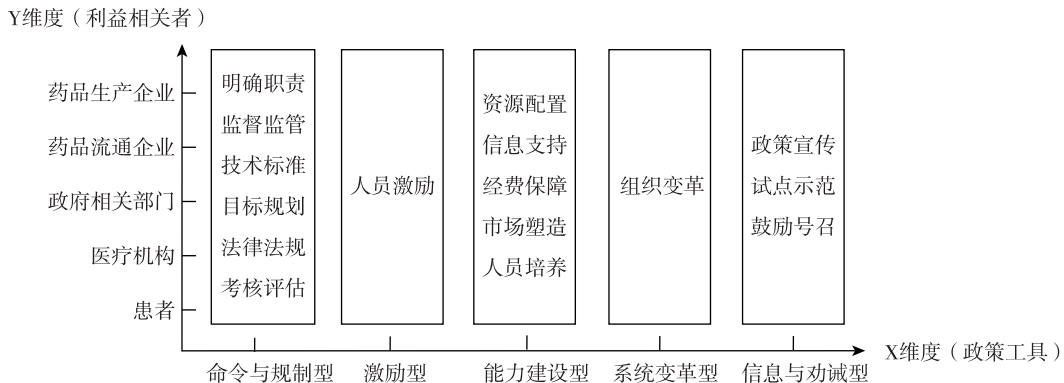 Y维度（利益相关者）
药品生产企业
药品流通企业
政府相关部门
医疗机构
患者
明确职责
监督监管
技术标准
目标规划
法律法规
考核评估
人员激励
资源配置
信息支持
经费保障
市场塑造
人员培养
组织变革
政策宣传
试点示范
鼓励号召
命令与规制型
激励型
能力建设型
系统变革型
信息与劝诫型
X维度（政策工具）